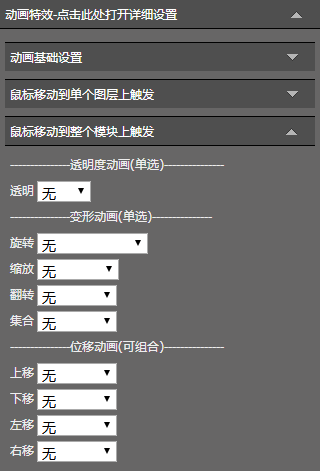 动画特效-点击此处打开详细设置
动画基础设置
鼠标移动到单个图层上触发
鼠标移动到整个模块上触发
---------------透明度动画(单选)---------------
透明 无
---------------变形动画(单选)---------------
旋转 无
缩放 无
翻转 无
集合 无
---------------位移动画(可组合)---------------
上移 无
下移 无
左移 无
右移 无